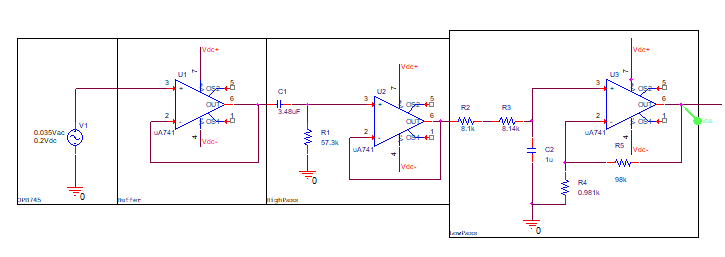 Vdc+
U1
7
3
+
OS2
5
OUT
6
2
-
OS1
1
uA741
4
Vdc-
V1
0.035Vac
0.2Vdc
0
OPB745
Buffer
C1
3.48uF
R1
57.3k
0
HighPass
Vdc+
U2
7
3
+
OS2
5
OUT
6
2
-
OS1
1
uA741
4
Vdc-
R2
8.1k
R3
8.14k
C2
1u
0
Vdc+
U3
7
3
+
OS2
5
OUT
6
2
-
OS1
1
uA741
4
Vdc-
R5
98k
R4
0.981k
LowPass